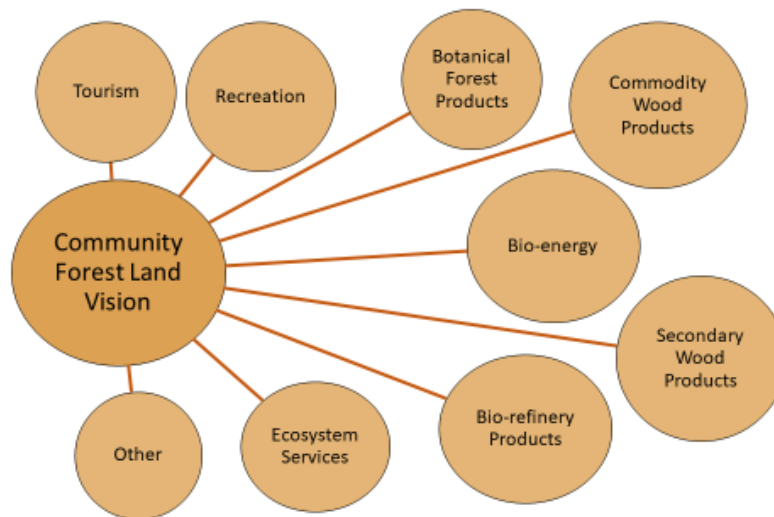 Tourism
Recreation
Botanical
Forest
Products
Commodity
Wood
Products
Community
Forest Land
Vision
Bio-energy
Secondary
Wood
Products
Bio-refinery
Products
Ecosystem
Services
Other